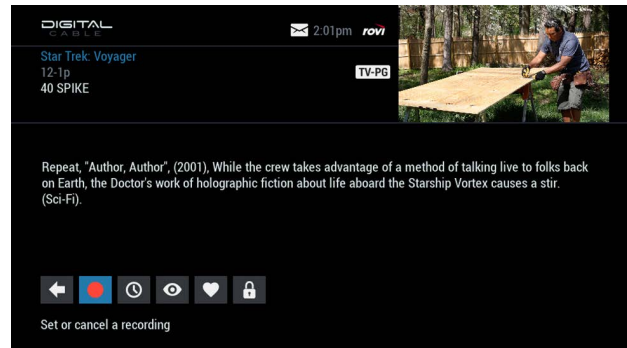 DIGITAL
CABLE
2:01pm rovi
Star Trek: Voyager
12-1p TV-PG
40 SPIKE
Repeat, "Author, Author", (2001), While the crew takes advantage of a method of talking live to folks back
on Earth, the Doctor's work of holographic fiction about life aboard the Starship Vortex causes a stir.
(Sci-Fi).
Set or cancel a recording